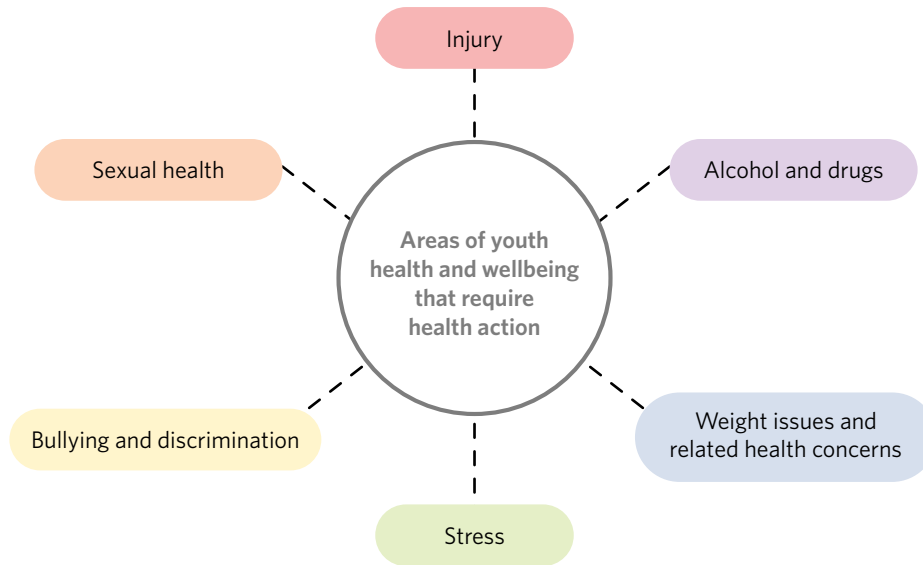 Injury
Sexual health
Alcohol and drugs
Areas of youth
health and wellbeing
that require
health action
Bullying and discrimination
Weight issues and
related health concerns
Stress